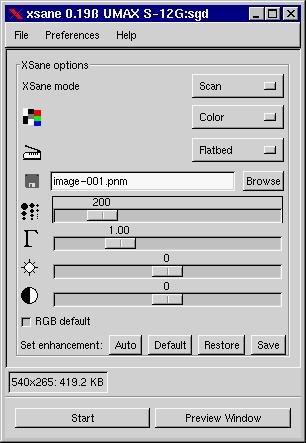 xsane 0.19ß UMAX S-12G:sgd
File Preferences Help
XSane options
XSane mode Scan
Color
Flatbed
image-001.pnm Browse
200
Γ 1.00
0
0
RGB default
Set enhancement: Auto Default Restore Save
540x265: 419.2 KB
Start Preview Window